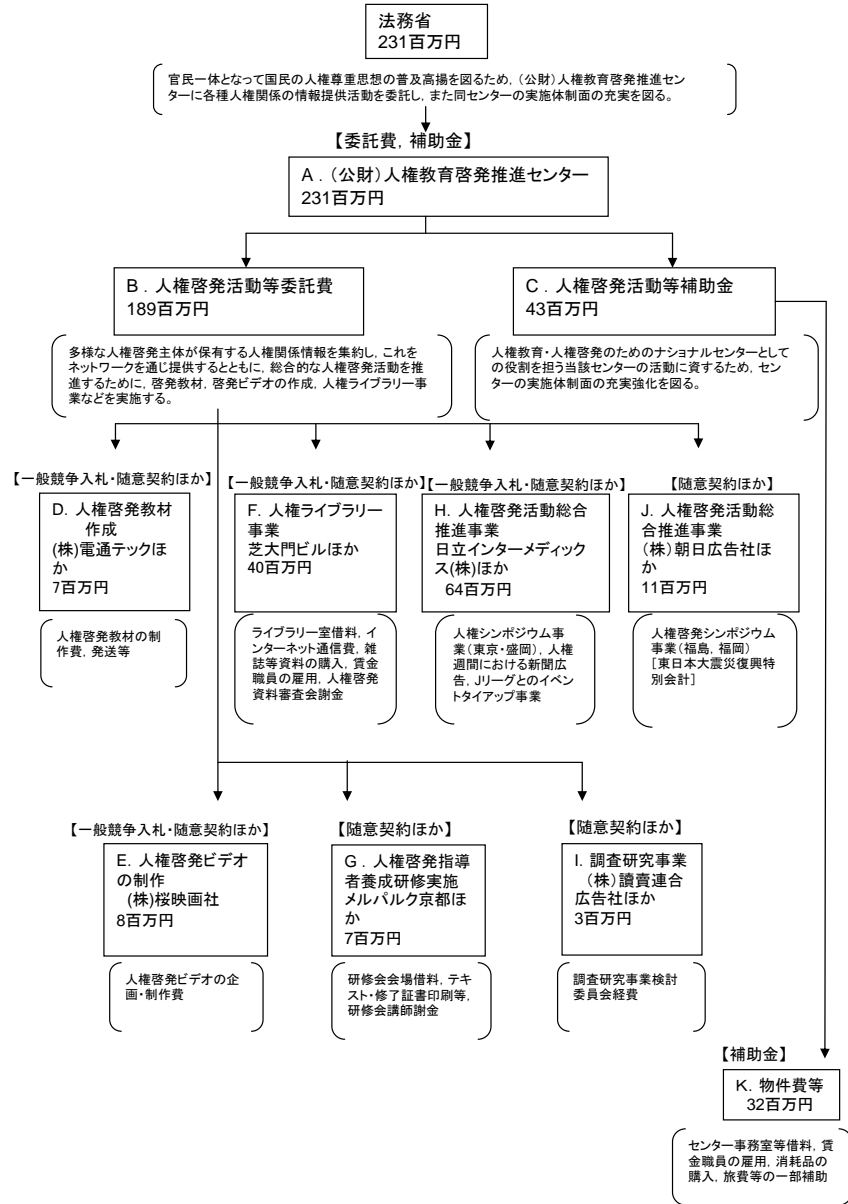 法務省
231百万円
官民一体となって国民の人権尊重思想の普及高揚を図るため，（公財）人権教育啓発推進セン
ターに各種人権関係の情報提供活動を委託し，また同センターの実施体制面の充実を図る。
【委託費，補助金】
A．（公財）人権教育啓発推進センター
231百万円
B．人権啓発活動等委託費
189百万円
C．人権啓発活動等補助金
43百万円
多様な人権啓発主体が保有する人権関係情報を集約し，これを
ネットワークを通じ提供するとともに，総合的な人権啓発活動を推
進するために，啓発教材，啓発ビデオの作成，人権ライブラリー事
業などを実施する。
人権教育・人権啓発のためのナショナルセンターとして
の役割を担う当該センターの活動に資するため，セン
ターの実施体制面の充実強化を図る。
【一般競争入札・随意契約ほか】
D．人権啓発教材
作成
(株)電通テックほ
か
7百万円
人権啓発教材の制
作費，発送等
【一般競争入札・随意契約ほか】
F．人権ライブラリー
事業
芝大門ビルほか
40百万円
ライブラリー室借料，イ
ンターネット通信費，雑
誌等資料の購入，賃金
職員の雇用，人権啓発
資料審査会謝金
【一般競争入札・随意契約ほか】
H．人権啓発活動総合
推進事業
日立インターメディック
ス(株)ほか
64百万円
人権シンポジウム事
業（東京・盛岡），人権
週間における新聞広
告，Jリーグとのイベン
トタイアップ事業
【随意契約ほか】
J．人権啓発活動総
合推進事業
（株）朝日広告社ほ
か
11百万円
人権啓発シンポジウム
事業（福島，福岡）
［東日本大震災復興特
別会計］
【一般競争入札・随意契約ほか】
E．人権啓発ビデオ
の制作
(株)桜映画社
8百万円
人権啓発ビデオの企
画・制作費
【随意契約ほか】
G．人権啓発指導
者養成研修実施
メルパルク京都ほ
か
7百万円
研修会会場借料，テキ
スト・修了証書印刷等，
研修会講師謝金
【随意契約ほか】
I．調査研究事業
（株）讀賣連合
広告社ほか
3百万円
調査研究事業検討
委員会経費
【補助金】
K．物件費等
32百万円
センター事務室等借料，賃
金職員の雇用，消耗品の
購入，旅費等の一部補助